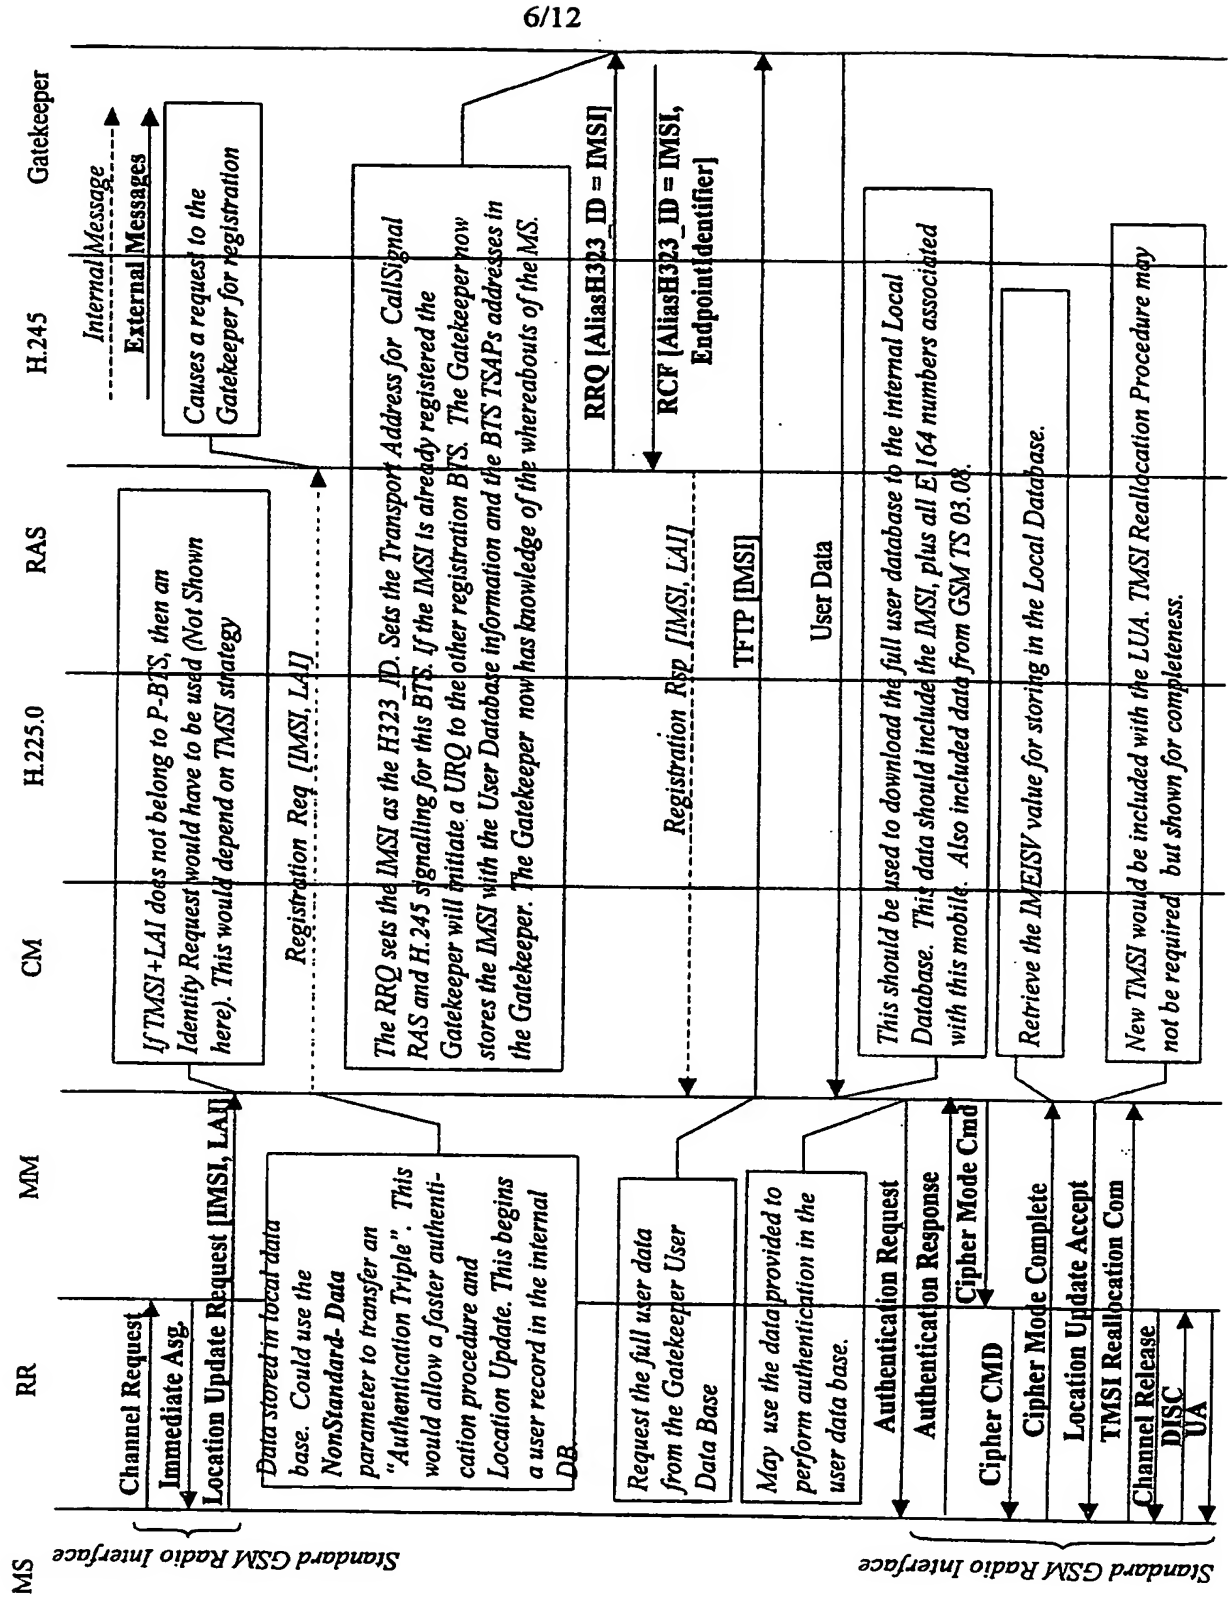 6/12
MS
RR
MM
CM
H.225.0
RAS
H.245
Gatekeeper
Internal Message
External Messages
Standard GSM Radio Interface
Channel Request
Immediate Asg.
Location Update Request [IMSI, LAI]
If TMSI+LAI does not belong to P-BTS, then an
Identity Request would have to be used (Not Shown
here). This would depend on TMSI strategy
Causes a request to the
Gatekeeper for registration
Registration Req [IMSI, LAI]
Data stored in local data
base. Could use the
NonStandard- Data
parameter to transfer an
"Authentication Triple". This
would allow a faster authenti-
cation procedure and
Location Update. This begins
a user record in the internal
DB
The RRQ sets the IMSI as the H323_ID. Sets the Transport Address for CallSignal
RAS and H.245 signalling for this BTS. If the IMSI is already registered the
Gatekeeper will initiate a URQ to the other registration BTS. The Gatekeeper now
stores the IMSI with the User Database information and the BTS TSAPs addresses in
the Gatekeeper. The Gatekeeper now has knowledge of the whereabouts of the MS.
RRQ [AliasH323_ID = IMSI]
RCF [AliasH323_ID = IMSI,
EndpointIdentifier]
Registration Rsp [IMSI, LAI]
Request the full user data
from the Gatekeeper User
Data Base
TFTP [IMSI]
User Data
May use the data provided to
perform authentication in the
user data base.
This should be used to download the full user database to the internal Local
Database. This data should include the IMSI, plus all E.164 numbers associated
with this mobile. Also included data from GSM TS 03.08.
Authentication Request
Authentication Response
Cipher Mode Cmd
Cipher CMD
Cipher Mode Complete
Retrieve the IMEISV value for storing in the Local Database.
Location Update Accept
TMSI Reallocation Com
New TMSI would be included with the LUA. TMSI Reallocation Procedure may
not be required but shown for completeness.
Channel Release
DISC
UA
Standard GSM Radio Interface